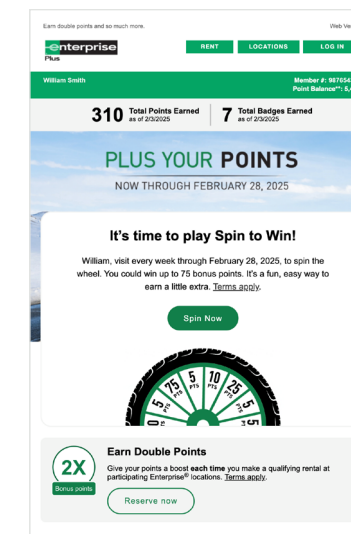 Earn double points and so much more.
Web Ve
enterprise
Plus
RENT
LOCATIONS
LOG IN
William Smith
Member #: 987654
Point Balance**: 5,4
310 Total Points Earned
as of 2/3/2025
7 Total Badges Earned
as of 2/3/2025
PLUS YOUR POINTS
NOW THROUGH FEBRUARY 28, 2025
It's time to play Spin to Win!
William, visit every week through February 28, 2025, to spin the
wheel. You could win up to 75 bonus points. It's a fun, easy way to
earn a little extra. Terms apply.
Spin Now
5 PTS
75 PTS
5 PTS
10 PTS
25 PTS
5 PTS
2X
Bonus points
Earn Double Points
Give your points a boost each time you make a qualifying rental at
participating Enterprise® locations. Terms apply.
Reserve now